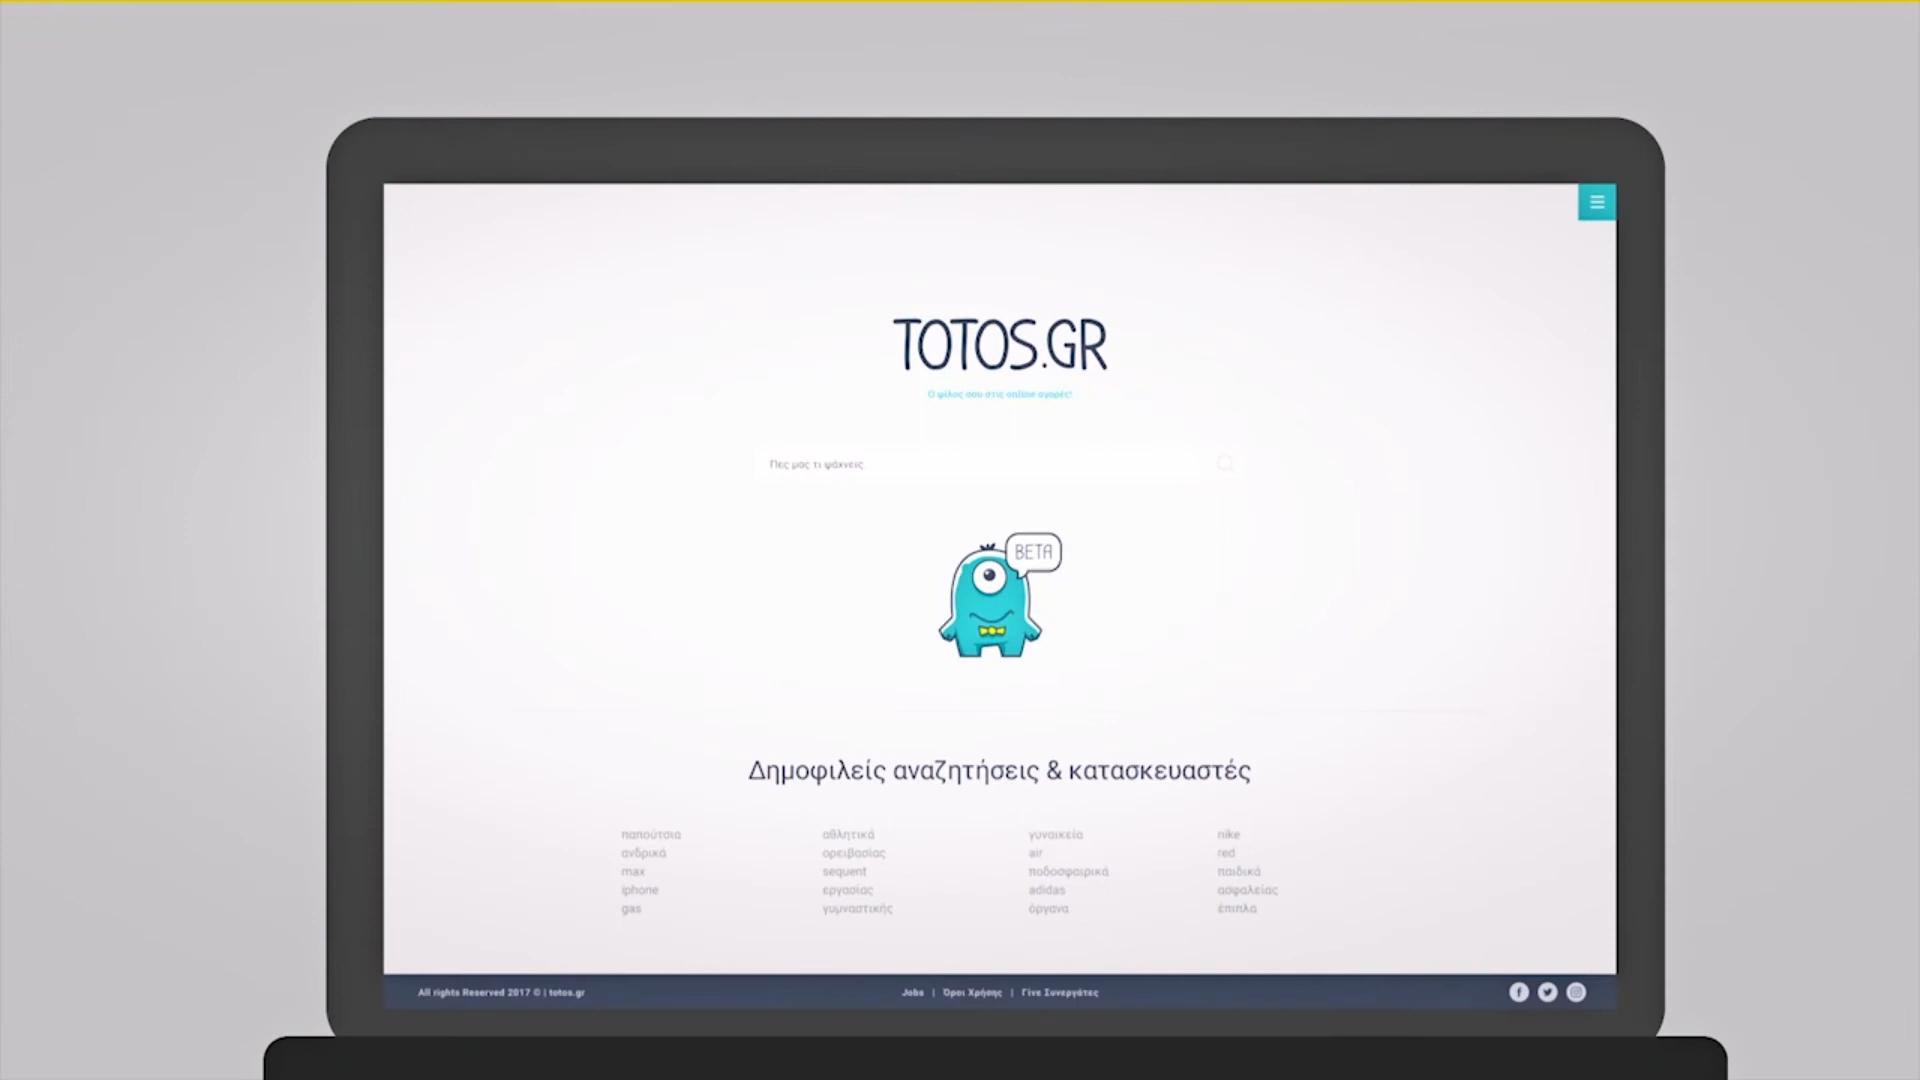 TOTOS.GR
Ο φίλος σου στις online αγορές!
Πες μας τι ψάχνεις.
BETA
Δημοφιλείς αναζητήσεις & κατασκευαστές
παπούτσια αθλητικά γυναικεία nike
ανδρικά ορειβασίας air red
max sequent ποδοσφαιρικά παιδικά
iphone εργασίας adidas ασφαλείας
gas γυμναστικής όργανα έπιπλα
All rights Reserved 2017 © | totos.gr Jobs | Όροι Χρήσης | Γίνε Συνεργάτες